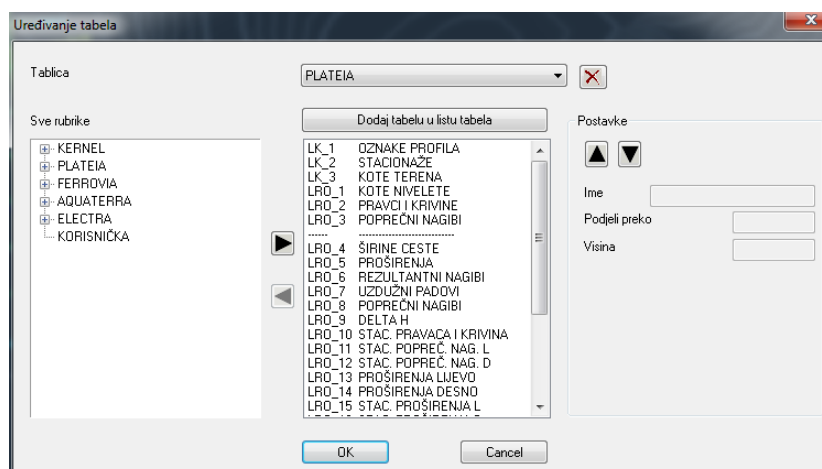 Uređivanje tabela
Tablica
PLATEIA
Sve rubrike
Dodaj tabelu u listu tabela
Postavke
KERNEL
PLATEIA
FERROVIA
AQUATERRA
ELECTRA
KORISNIČKA
LK_1 OZNAKE PROFILA
LK_2 STACIONAŽE
LK_3 KOTE TERENA
LRO_1 KOTE NIVELETE
LRO_2 PRAVCI I KRIVINE
LRO_3 POPREČNI NAGIBI
------ --------------------------
LRO_4 ŠIRINE CESTE
LRO_5 PROŠIRENJA
LRO_6 REZULTANTNI NAGIBI
LRO_7 UZDUŽNI PADOVI
LRO_8 POPREČNI NAGIBI
LRO_9 DELTA H
LRO_10 STAC. PRAVACA I KRIVINA
LRO_11 STAC. POPREČ. NAG. L
LRO_12 STAC. POPREČ. NAG. D
LRO_13 PROŠIRENJA LIJEVO
LRO_14 PROŠIRENJA DESNO
LRO_15 STAC. PROŠIRENJA L
Ime
Podjeli preko
Visina
OK
Cancel